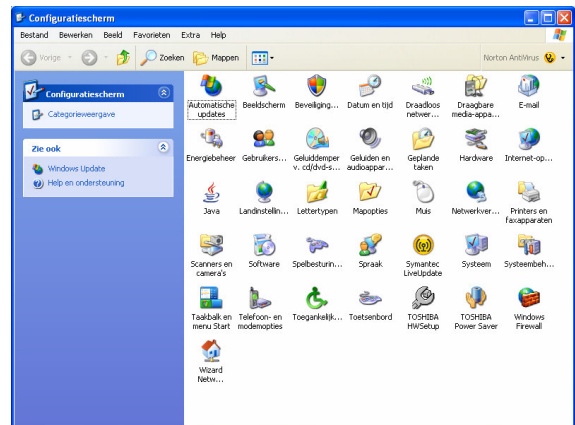 Configuratiescherm
Bestand Bewerken Beeld Favorieten Extra Help
Vorige Zoeken Mappen Norton AntiVirus
Configuratiescherm
Categorieweergave
Zie ook
Windows Update
Help en ondersteuning
Automatische updates
Beeldscherm
Beveiliging...
Datum en tijd
Draadloos netwer...
Draagbare media-appa...
E-mail
Energiebeheer
Gebruikers...
Geluiddemper v. cd/dvd-s...
Geluiden en audioappar...
Geplande taken
Hardware
Internet-op...
Java
Landinstellin...
Lettertypen
Mapopties
Muis
Netwerkver...
Printers en faxapparaten
Scanners en camera's
Software
Spelbesturin...
Spraak
Symantec LiveUpdate
Systeem
Systeembeh...
Taakbalk en menu Start
Telefoon- en modemopties
Toegankelijk...
Toetsenbord
TOSHIBA HWSetup
TOSHIBA Power Saver
Windows Firewall
Wizard Netw...